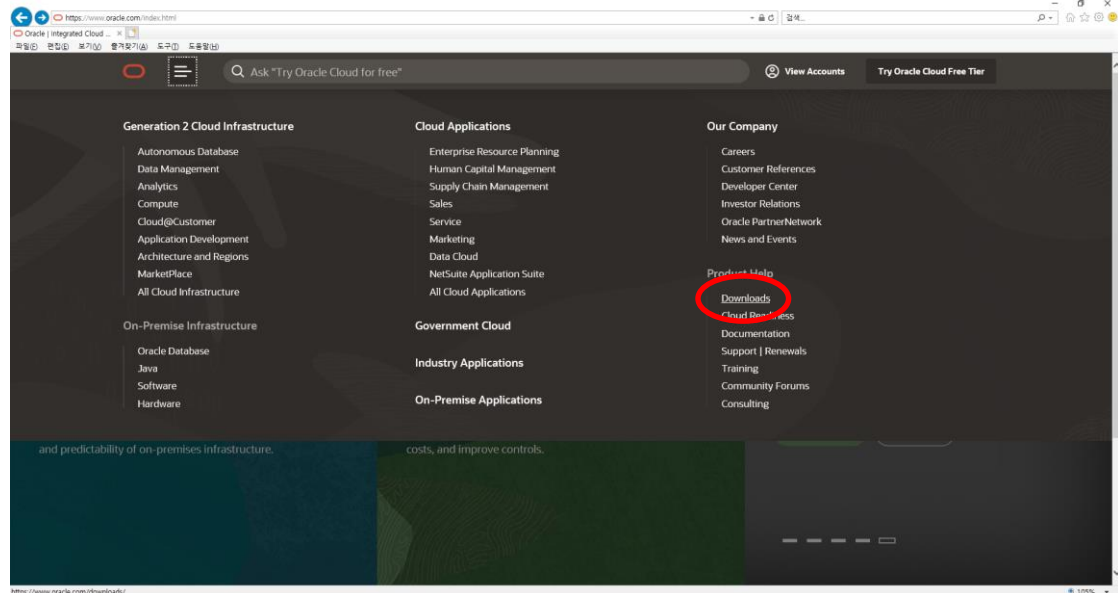 https://www.oracle.com/index.html
검색...
Oracle | Integrated Cloud ...
파일(F) 편집(E) 보기(V) 즐겨찾기(A) 도구(T) 도움말(H)
Ask "Try Oracle Cloud for free"
View Accounts
Try Oracle Cloud Free Tier
Generation 2 Cloud Infrastructure
Autonomous Database
Data Management
Analytics
Compute
Cloud@Customer
Application Development
Architecture and Regions
MarketPlace
All Cloud Infrastructure
On-Premise Infrastructure
Oracle Database
Java
Software
Hardware
Cloud Applications
Enterprise Resource Planning
Human Capital Management
Supply Chain Management
Sales
Service
Marketing
Data Cloud
NetSuite Application Suite
All Cloud Applications
Government Cloud
Industry Applications
On-Premise Applications
Our Company
Careers
Customer References
Developer Center
Investor Relations
Oracle PartnerNetwork
News and Events
Product Help
Downloads
Cloud Readiness
Documentation
Support | Renewals
Training
Community Forums
Consulting
and predictability of on-premises infrastructure.
costs, and improve controls.
https://www.oracle.com/downloads/
105%